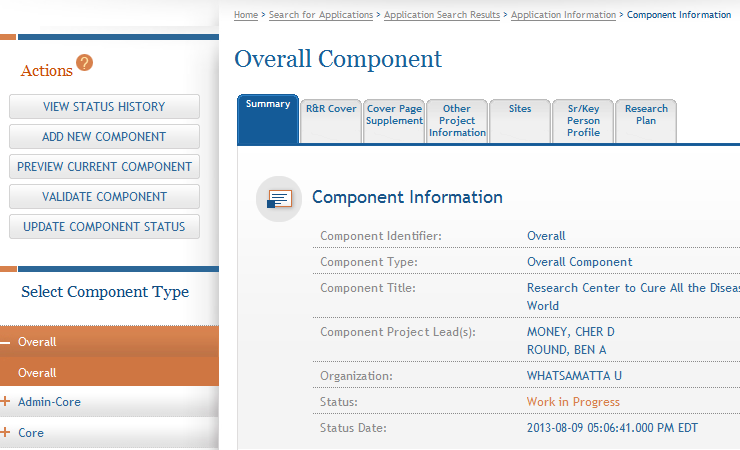 Home > Search for Applications > Application Search Results > Application Information > Component Information
Actions ?
VIEW STATUS HISTORY
ADD NEW COMPONENT
PREVIEW CURRENT COMPONENT
VALIDATE COMPONENT
UPDATE COMPONENT STATUS
Select Component Type
Overall
Overall
Admin-Core
Core
Overall Component
Summary
R&R Cover
Cover Page
Supplement
Other
Project
Information
Sites
Sr/Key
Person
Profile
Research
Plan
Component Information
Component Identifier: Overall
Component Type: Overall Component
Component Title: Research Center to Cure All the
World
Component Project Lead(s): MONEY, CHER D
ROUND, BEN A
Organization: WHATSAMATTA U
Status: Work in Progress
Status Date: 2013-08-09 05:06:41.000 PM EDT